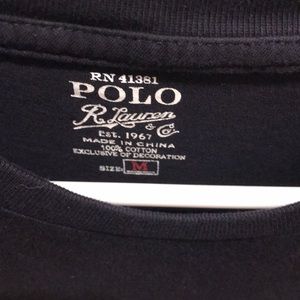 RN 41381
POLO
R. Lauren
& Co
EST. 1967
MADE IN CHINA
100% COTTON
EXCLUSIVE OF DECORATION
SIZE: M